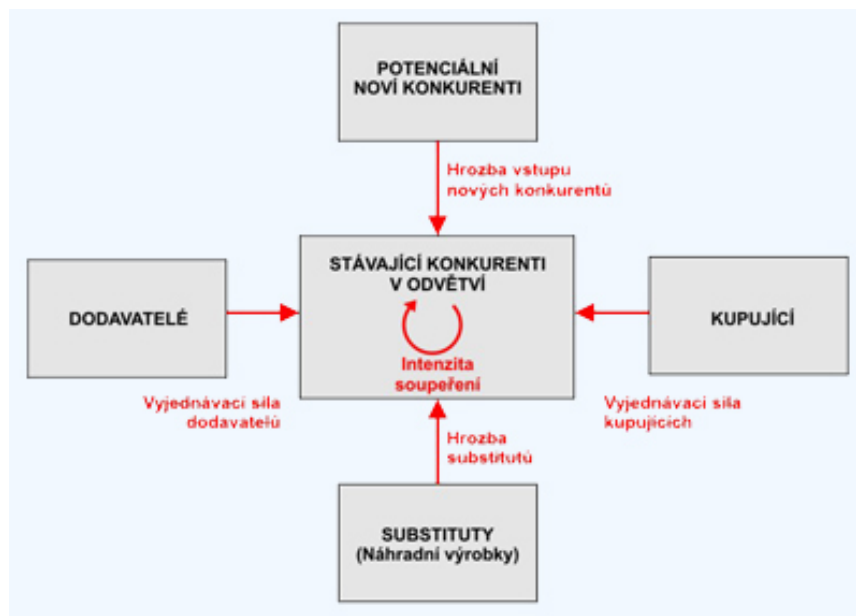 POTENCIÁLNÍ
NOVÍ KONKURENTI
Hrozba vstupu
nových konkurentů
STÁVAJÍCÍ KONKURENTI
V ODVĚTVÍ
DODAVATELÉ
KUPUJÍCÍ
Intenzita
soupeření
Vyjednávací síla
dodavatelů
Vyjednávací síla
kupujících
Hrozba
substitutů
SUBSTITUTY
(Náhradní výrobky)